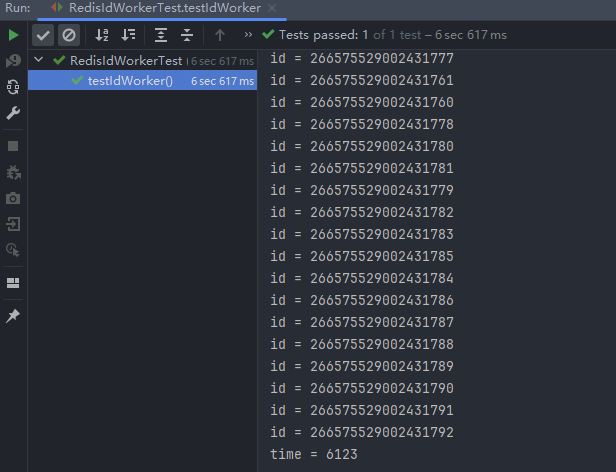 Run: RedisIdWorkerTest.testIdWorker
Tests passed: 1 of 1 test – 6 sec 617 ms
RedisIdWorkerTest 6 sec 617 ms
testIdWorker() 6 sec 617 ms
id = 266575529002431777
id = 266575529002431761
id = 266575529002431760
id = 266575529002431778
id = 266575529002431780
id = 266575529002431781
id = 266575529002431779
id = 266575529002431782
id = 266575529002431783
id = 266575529002431785
id = 266575529002431784
id = 266575529002431786
id = 266575529002431787
id = 266575529002431788
id = 266575529002431789
id = 266575529002431790
id = 266575529002431791
id = 266575529002431792
time = 6123